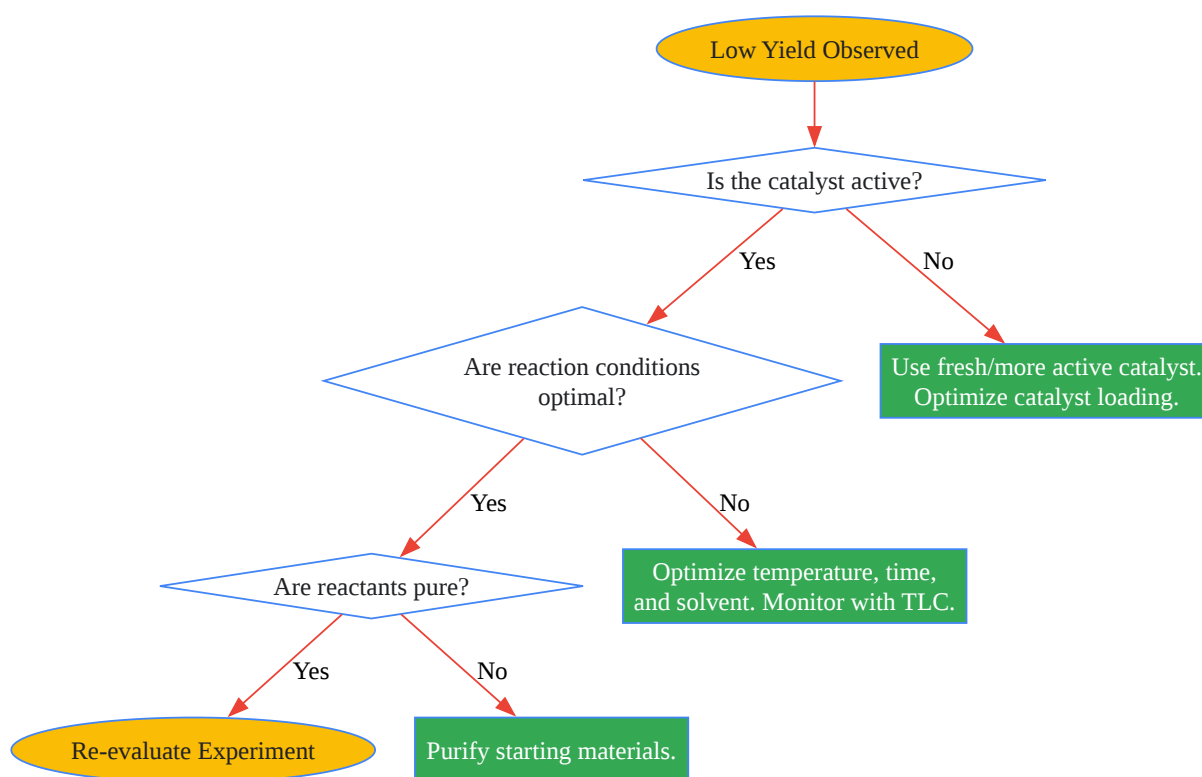 Low Yield Observed
Is the catalyst active?
Yes
No
Are reaction conditions
optimal?
Use fresh/more active catalyst.
Optimize catalyst loading.
Yes
No
Are reactants pure?
Optimize temperature, time,
and solvent. Monitor with TLC.
Yes
No
Re-evaluate Experiment
Purify starting materials.